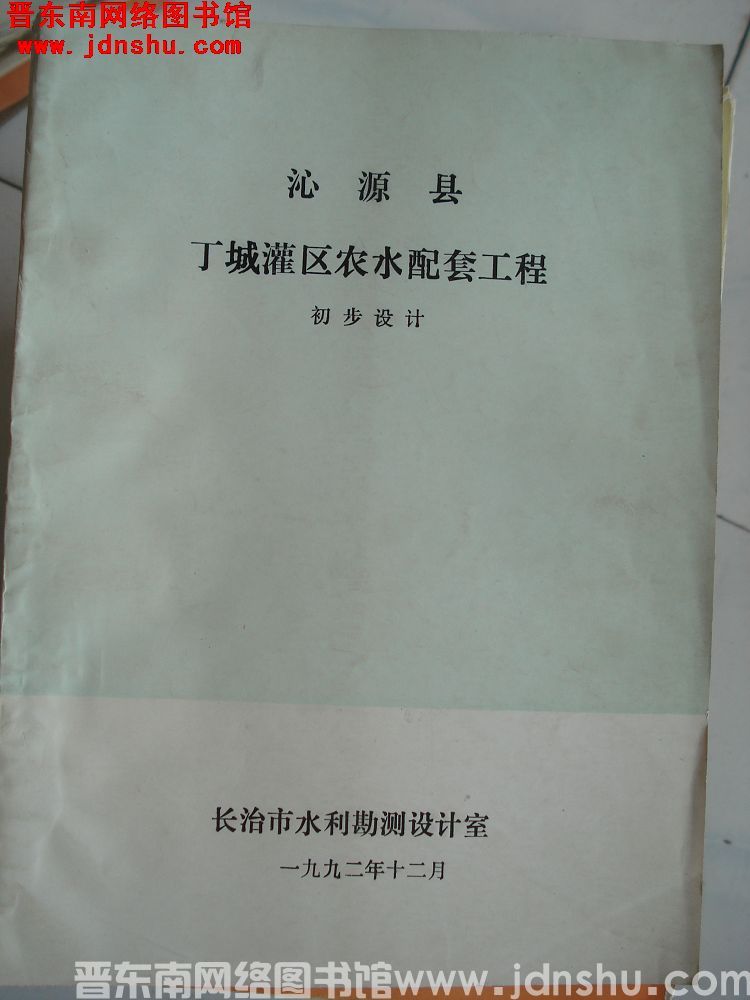 晋东南网络图书馆
www.jdnshu.com
沁源县
丁城灌区农水配套工程
初步设计
长治市水利勘测设计室
一九九二年十二月
晋东南网络图书馆www.jdnshu.com